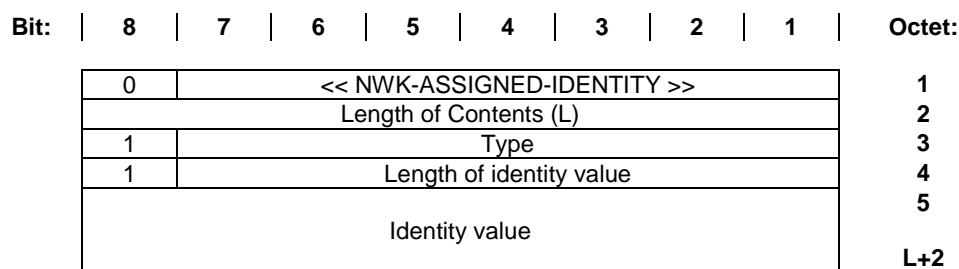 Bit: 8 7 6 5 4 3 2 1 Octet:
0 << NWK-ASSIGNED-IDENTITY >> 1
Length of Contents (L) 2
1 Type 3
1 Length of identity value 4
5
Identity value
L+2